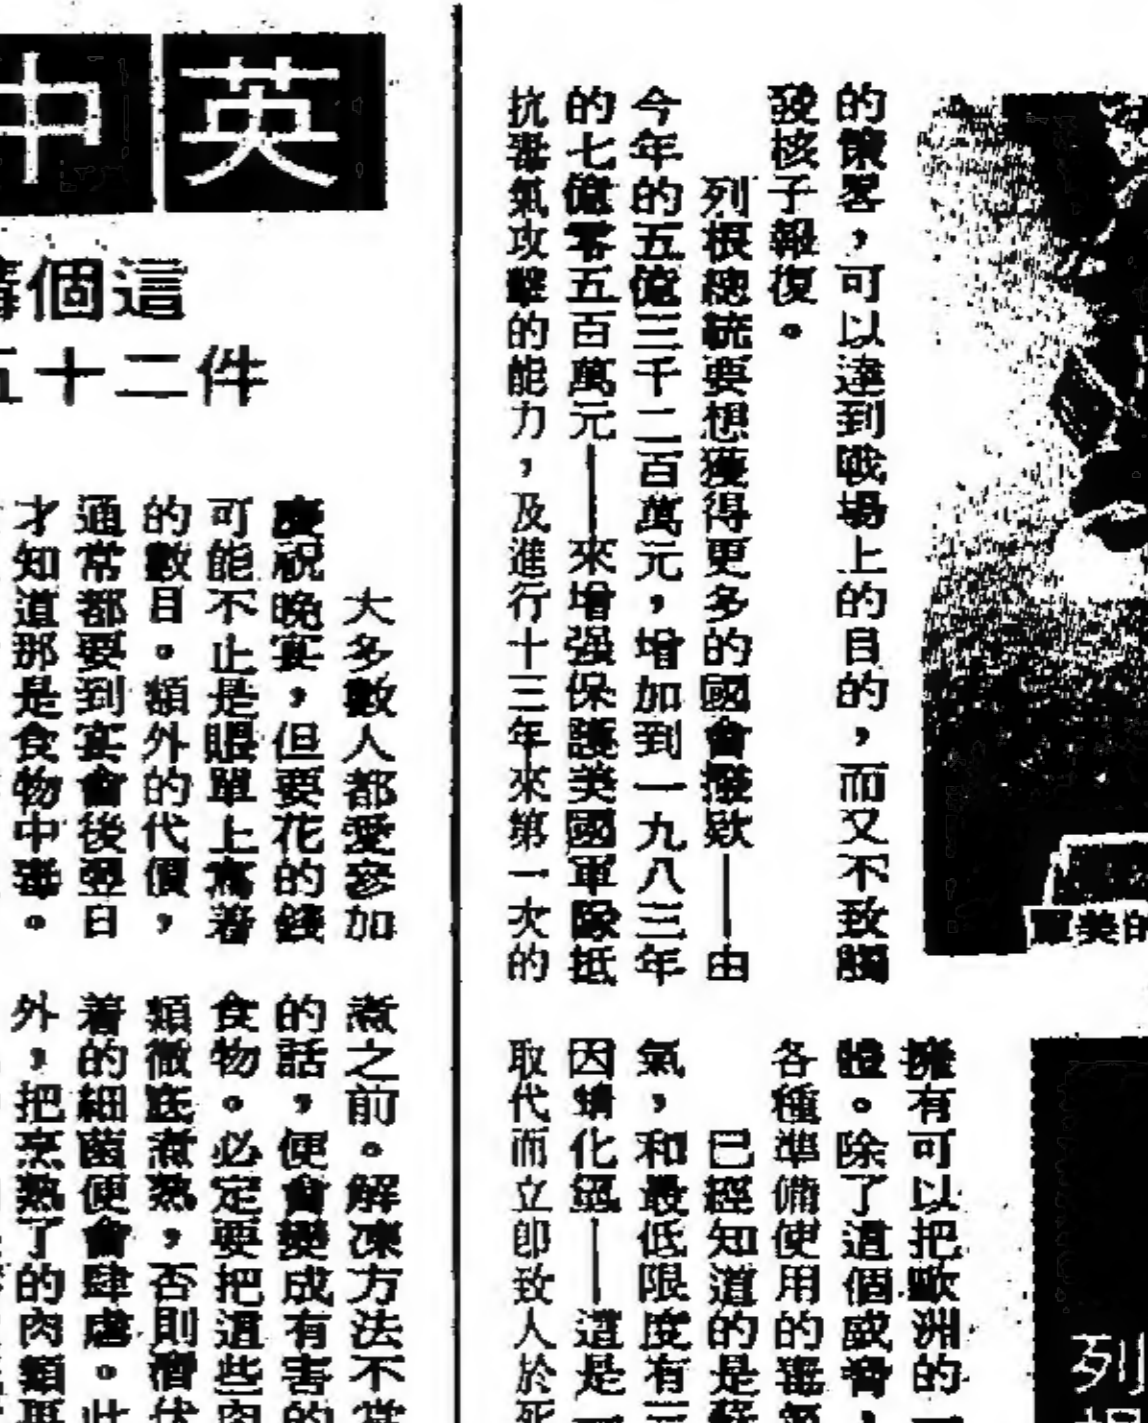 的策畧，可以達到戰場上的目的，而又不致觸
發核子報復。
列根總統要想獲得更多的國會撥欵——由
今年的五億三千二百萬元，增加到一九八三年
的七億零五百萬元——來增强保護美國軍隊抵
抗毒氣攻擊的能力，及進行十三年來第一次的
擁有可以把歐洲的一
體。除了這個威脅，
各種準備使用的毒氣
已經知道的是蘇
氣，和最低限度有三
因燐化氫——這是一
取代而立即致人於死
列
英中
這個
件二十五
大多數人都愛參加
慶祝晚宴，但要花的錢
可能不止是賬單上寫着
的數目。額外的代價，
通常都要到宴會後翌日
才知道那是食物中毒。
煮之前。解凍方法不當
的話，便會變成有害的
食物。必定要把這些肉
類徹底煮熟，否則潛伏
着的細菌便會肆虐。此
外，把烹熟了的肉類再